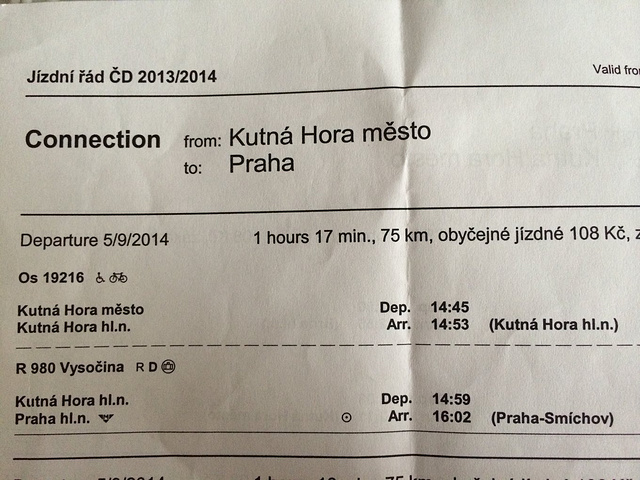 Jízdní řád ČD 2013/2014
Valid from
Connection from: Kutná Hora město
to: Praha
Departure 5/9/2014 1 hours 17 min., 75 km, obyčejné jízdné 108 Kč, z
Os 19216
Kutná Hora město Dep. 14:45
Kutná Hora hl.n. Arr. 14:53 (Kutná Hora hl.n.)
R 980 Vysočina R D
Kutná Hora hl.n. Dep. 14:59
Praha hl.n. Arr. 16:02 (Praha-Smíchov)